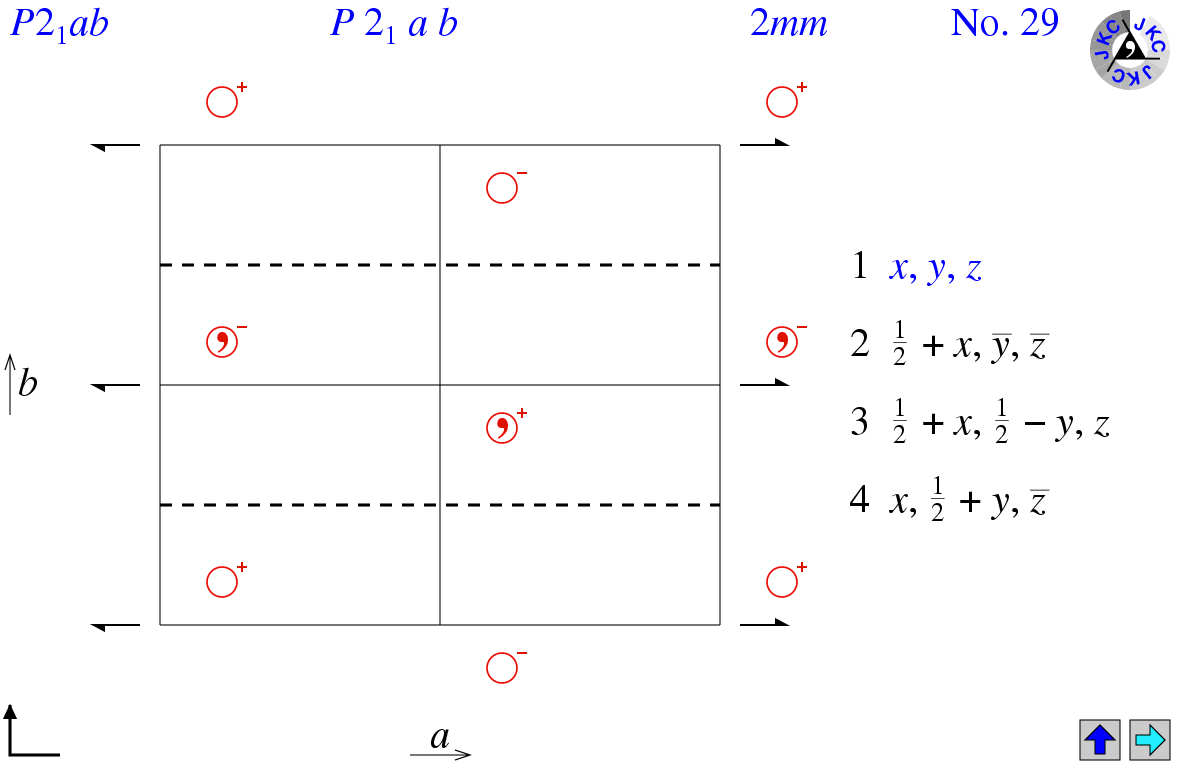 P2₁ab P 2₁ a b 2mm No. 29
JKC JKC JKC
+ +
−
1 x, y, z
− −
2 ½ + x, y̅, z̅
b
+
3 ½ + x, ½ − y, z
4 x, ½ + y, z̅
+ +
−
a